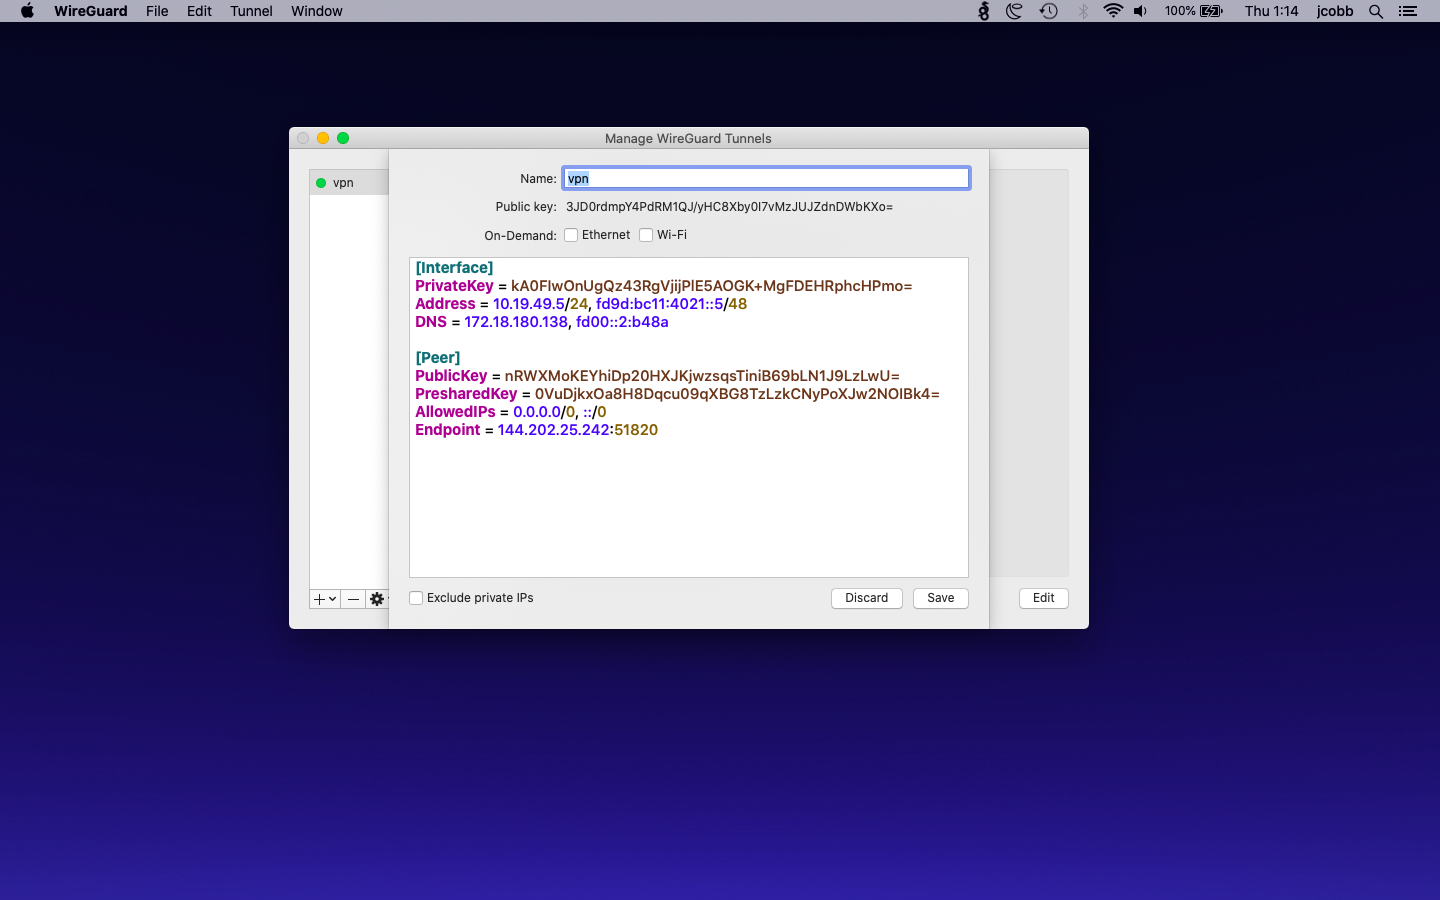 WireGuard File Edit Tunnel Window 100% Thu 1:14 jcobb
Manage WireGuard Tunnels
vpn
Name: vpn
Public key: 3JD0rdmpY4PdRM1QJ/yHC8Xby0I7vMzJUJZdnDWbKXo=
On-Demand: Ethernet Wi-Fi
[Interface]
PrivateKey = kA0FIwOnUgQz43RgVjijPlE5AOGK+MgFDEHRphcHPmo=
Address = 10.19.49.5/24, fd9d:bc11:4021::5/48
DNS = 172.18.180.138, fd00::2:b48a
[Peer]
PublicKey = nRWXMoKEYhiDp20HXJKjwzsqsTiniB69bLN1J9LzLwU=
PresharedKey = 0VuDjkxOa8H8Dqcu09qXBG8TzLzkCNyPoXJw2NOIBk4=
AllowedIPs = 0.0.0.0/0, ::/0
Endpoint = 144.202.25.242:51820
Exclude private IPs Discard Save Edit